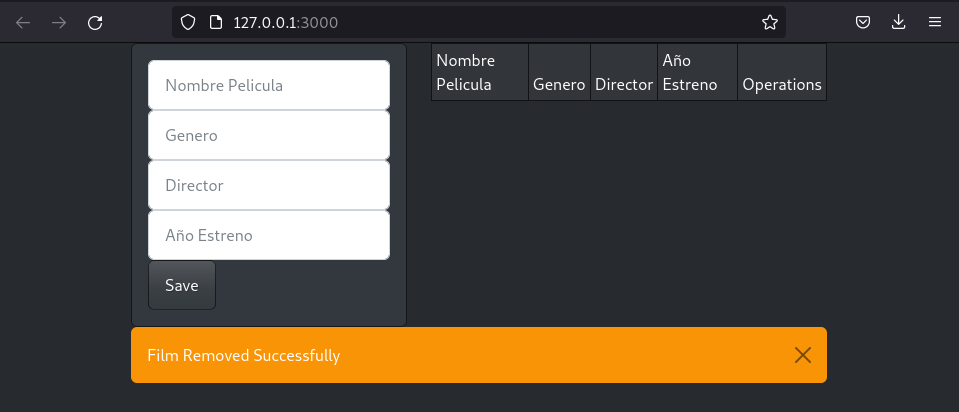 127.0.0.1:3000
Nombre Pelicula
Genero
Director
Año Estreno
Save
Nombre
Pelicula
Genero
Director
Año
Estreno
Operations
Film Removed Successfully